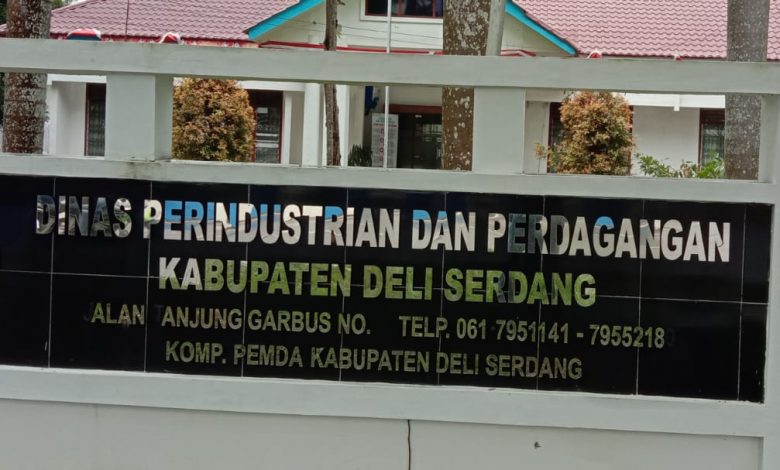 DINAS PERINDUSTRIAN DAN PERDAGANGAN
KABUPATEN DELI SERDANG
JALAN TANJUNG GARBUS NO. TELP. 061 7951141 - 7955218
KOMP. PEMDA KABUPATEN DELI SERDANG